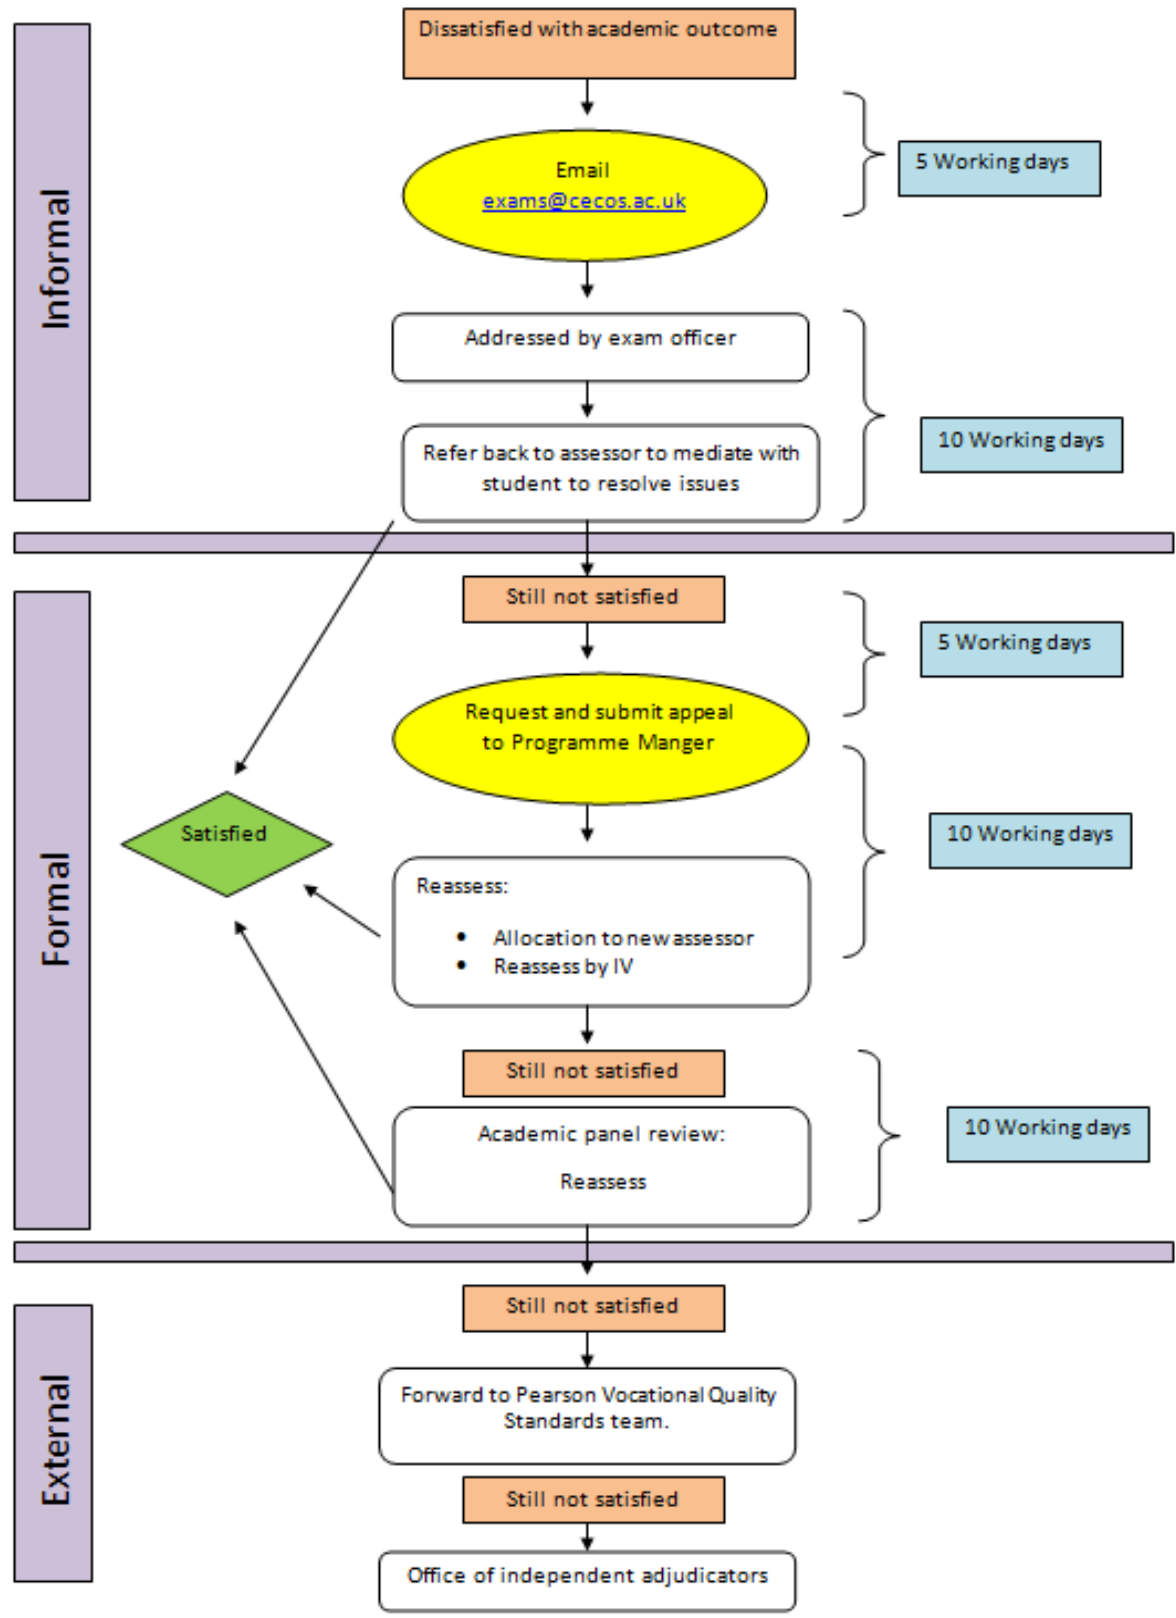 Informal
Dissatisfied with academic outcome
Email
exams@cecos.ac.uk
5 Working days
Addressed by exam officer
Refer back to assessor to mediate with
student to resolve issues
10 Working days
Formal
Still not satisfied
5 Working days
Request and submit appeal
to Programme Manger
Satisfied
10 Working days
Reassess:
• Allocation to new assessor
• Reassess by IV
Still not satisfied
Academic panel review:
Reassess
10 Working days
External
Still not satisfied
Forward to Pearson Vocational Quality
Standards team.
Still not satisfied
Office of independent adjudicators